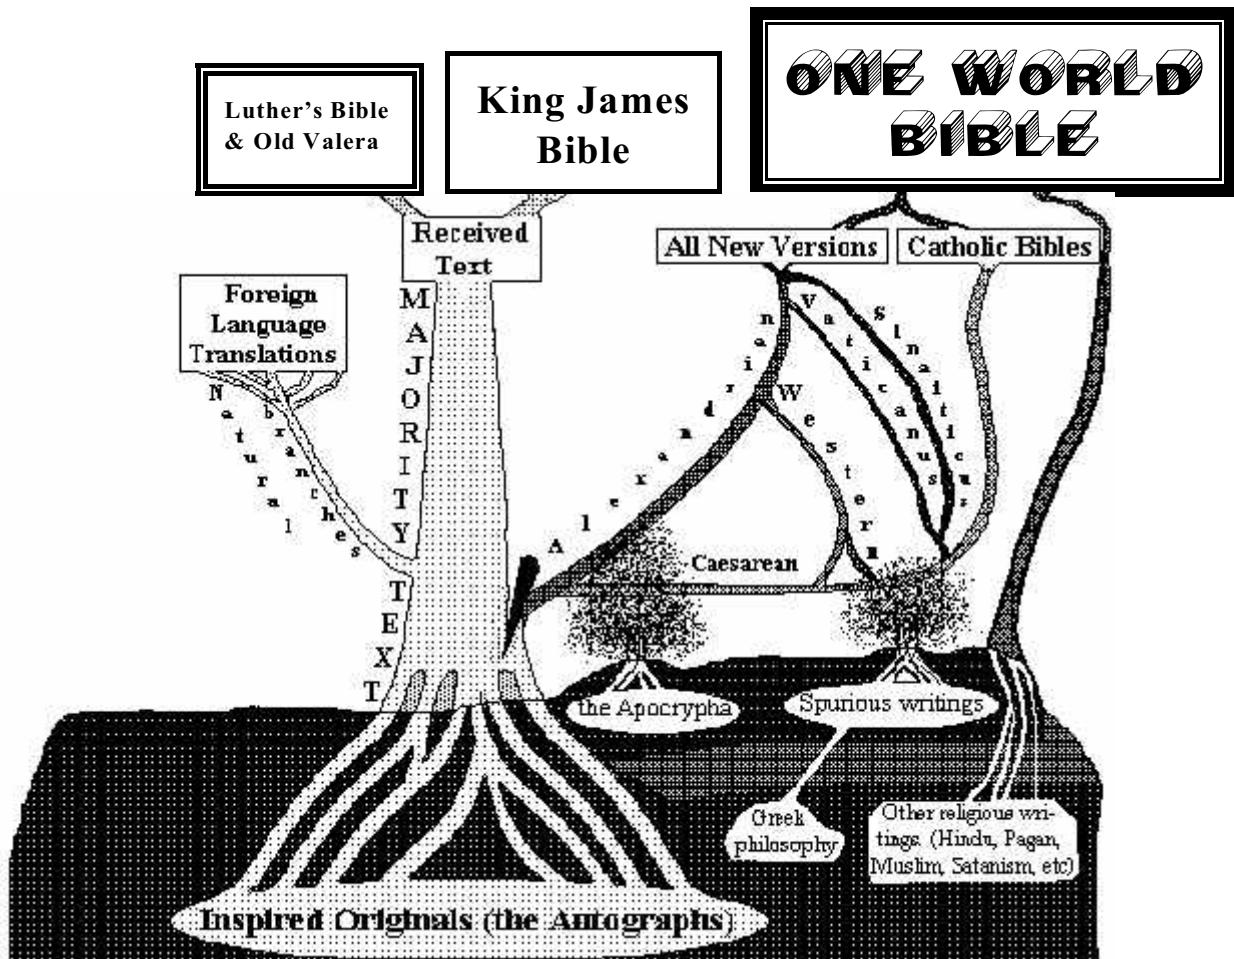 Luther's Bible
& Old Valera
King James
Bible
ONE WORLD
BIBLE
Received
Text
All New Versions
Catholic Bibles
Foreign
Language
Translations
Natural
branches
MAJORITY TEXT
Alexandrian
Western
Vaticanus
Sinaiticus
Caesarean
the Apocrypha
Spurious writings
Greek
philosophy
Other religious wri-
tings. (Hindu, Pagan,
Muslim, Satanism, etc)
Inspired Originals (the Autographs)